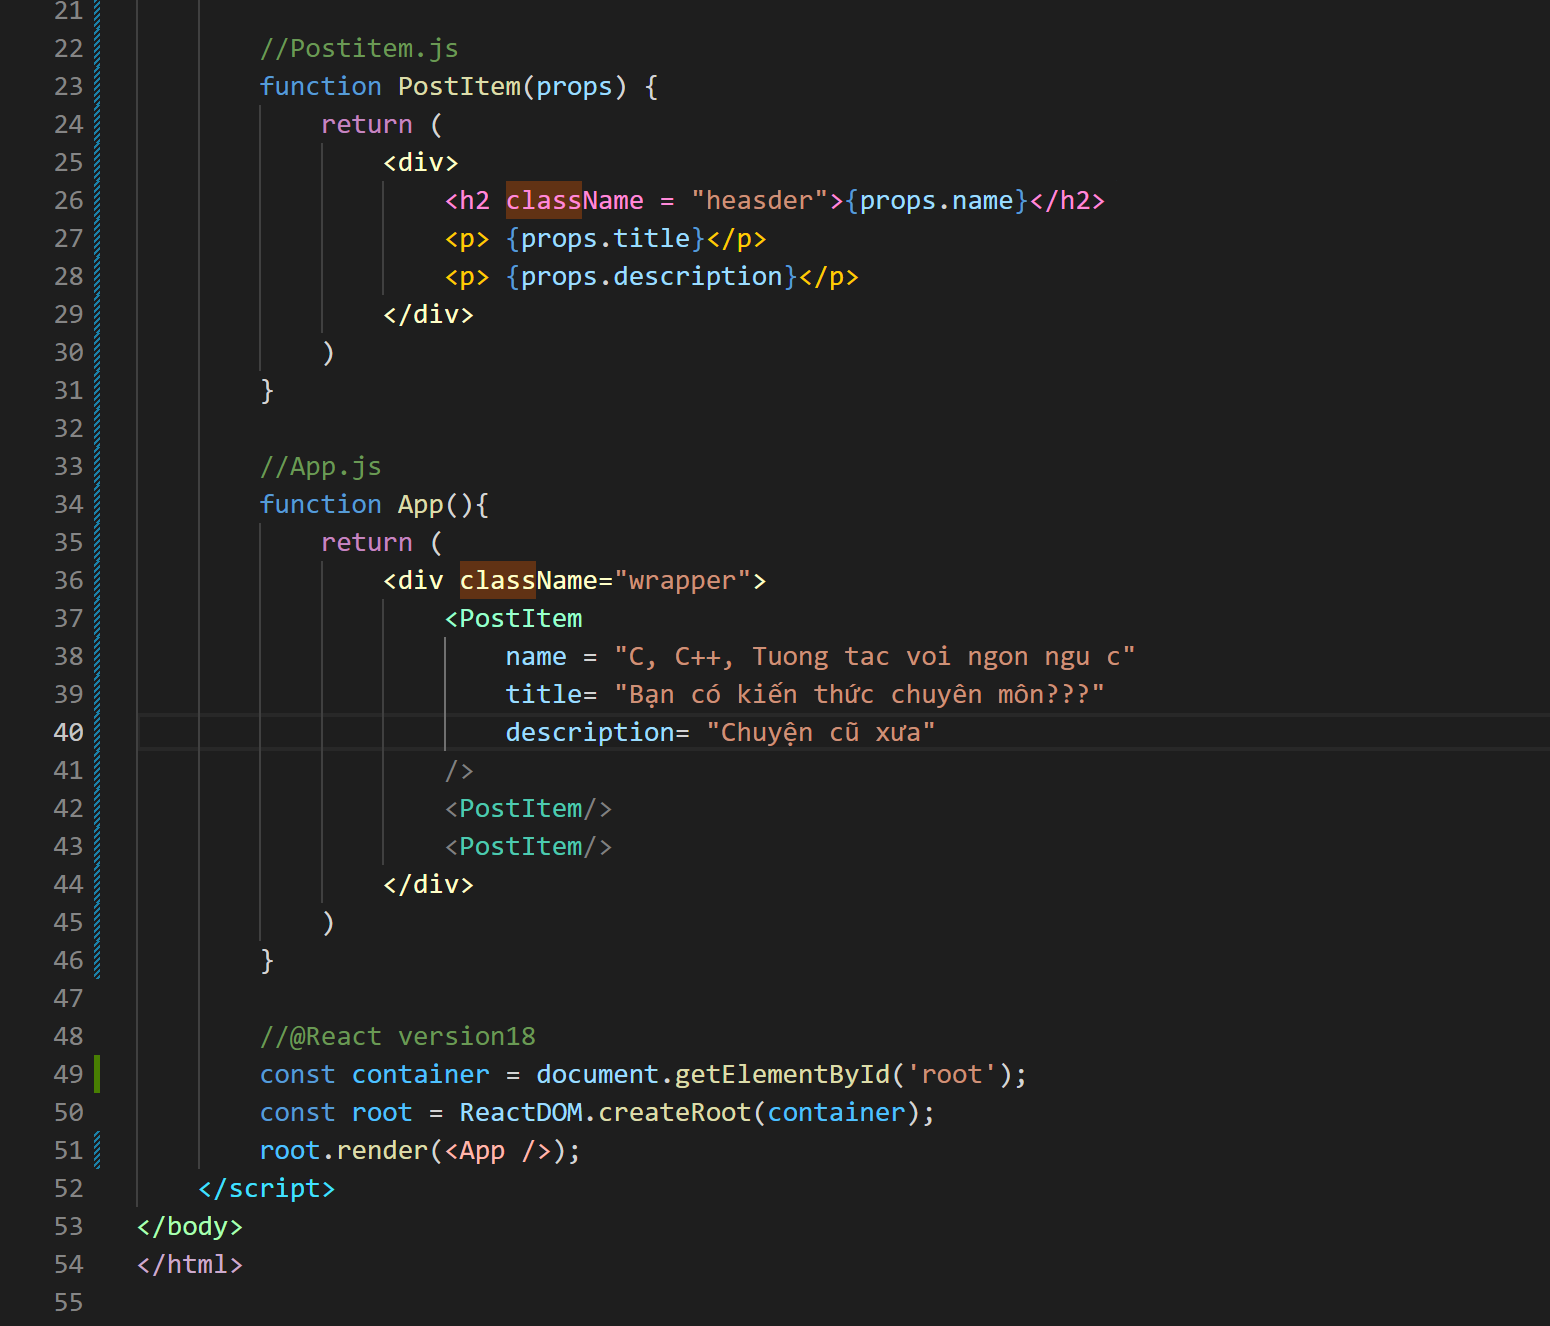 21
22 //Postitem.js
23 function PostItem(props) {
24 return (
25 <div>
26 <h2 className = "heasder">{props.name}</h2>
27 <p> {props.title}</p>
28 <p> {props.description}</p>
29 </div>
30 )
31 }
32
33 //App.js
34 function App(){
35 return (
36 <div className="wrapper">
37 <PostItem
38 name = "C, C++, Tuong tac voi ngon ngu c"
39 title= "Bạn có kiến thức chuyên môn???"
40 description= "Chuyện cũ xưa"
41 />
42 <PostItem/>
43 <PostItem/>
44 </div>
45 )
46 }
47
48 //@React version18
49 const container = document.getElementById('root');
50 const root = ReactDOM.createRoot(container);
51 root.render(<App />);
52 </script>
53 </body>
54 </html>
55